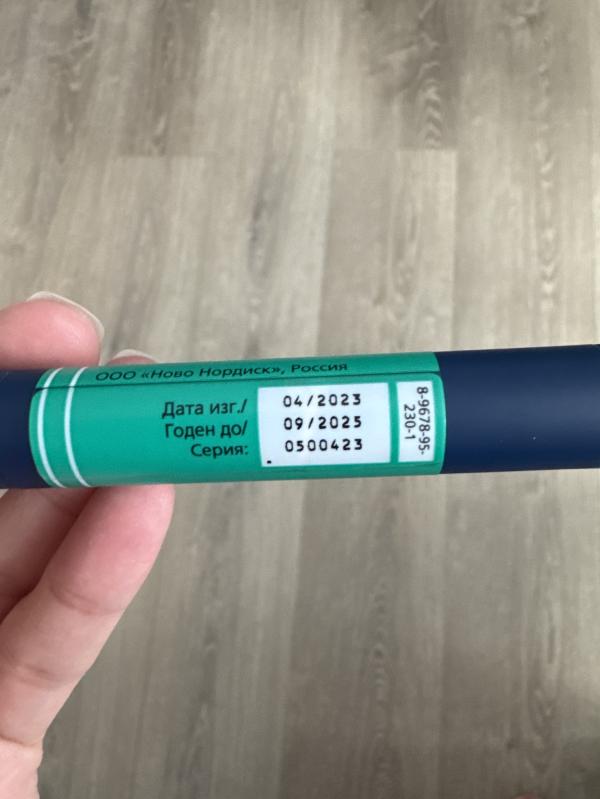 ООО «Ново Нордиск», Россия
Дата изг./ 04/2023
Годен до/ 09/2025
Серия: 0500423
8-9678-95-
230-1